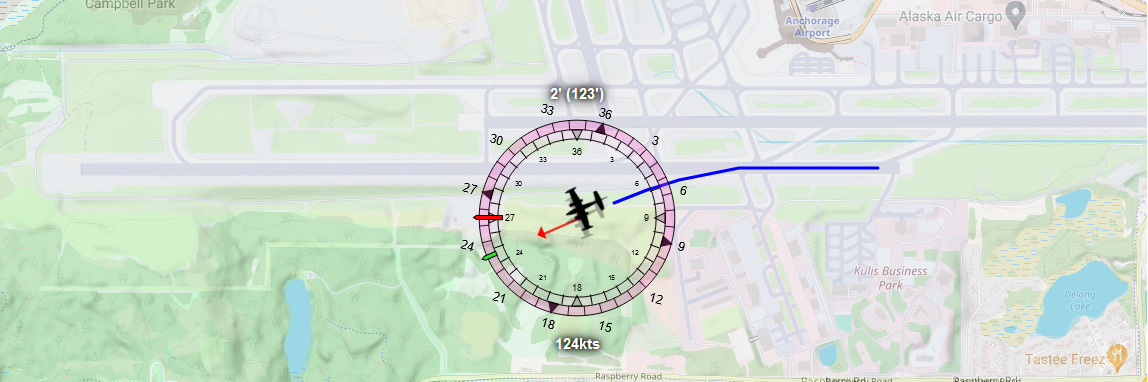 Campbell Park
Anchorage
Airport
Alaska Air Cargo
2' (123')
33
36
30
3
36
33
3
30
6
27
6
27
9
24
9
24
12
21
15
18
21
12
18
15
124kts
Kulis Business
Park
Delong
Lake
Tastee Freez
Raspberry Road
Raspberry Road